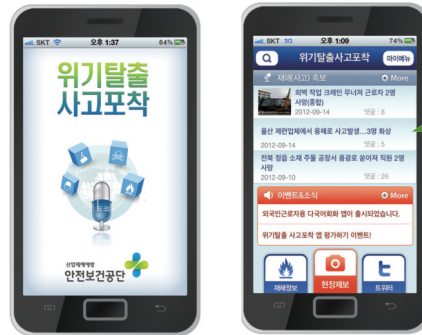 SKT 오후 1:37 64%
위기탈출
사고포착
산업재해예방
안전보건공단
SKT 3G 오후 1:09 74%
위기탈출사고포착 마이메뉴
재해(사고) 속보 More
외벽 작업 크레인 무너져 근로자 2명
사망(종합)
2012-09-14 댓글 : 8
울산 제련업체에서 용해로 사고발생...3명 화상
2012-09-14 댓글 : 5
전북 정읍 소재 주물 공장서 용광로 쏟아져 직원 2명
사망
2012-09-10 댓글 : 26
이벤트&소식 More
외국인근로자용 다국어회화 앱이 출시되었습니다.
위기탈출 사고포착 앱 평가하기 이벤트!
재해정보 현장제보 트위터